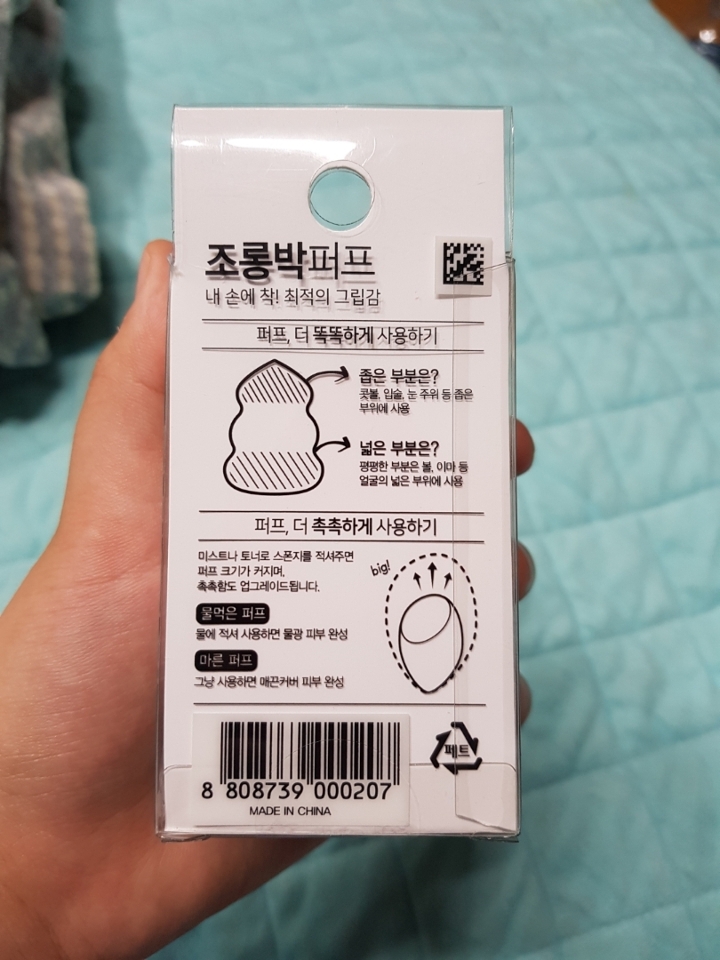 조롱박퍼프
내 손에 착! 최적의 그립감
퍼프, 더 똑똑하게 사용하기
좁은 부분은?
콧볼, 입술, 눈 주위 등 좁은
부위에 사용
넓은 부분은?
평평한 부분은 볼, 이마 등
얼굴의 넓은 부위에 사용
퍼프, 더 촉촉하게 사용하기
미스트나 토너로 스폰지를 적셔주면
퍼프 크기가 커지며,
촉촉함도 업그레이드됩니다.
big!
물먹은 퍼프
물에 적셔 사용하면 물광 피부 완성
마른 퍼프
그냥 사용하면 매끈커버 피부 완성
페트
8 808739 000207
MADE IN CHINA